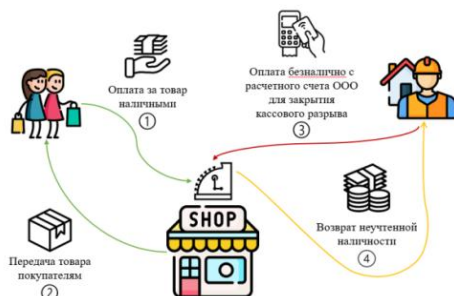 Оплата за товар
наличными
1
Оплата безналично с
расчетного счета ООО
для закрытия
кассового разрыва
3
SHOP
Передача товара
покупателям
2
Возврат неучтенной
наличности
4